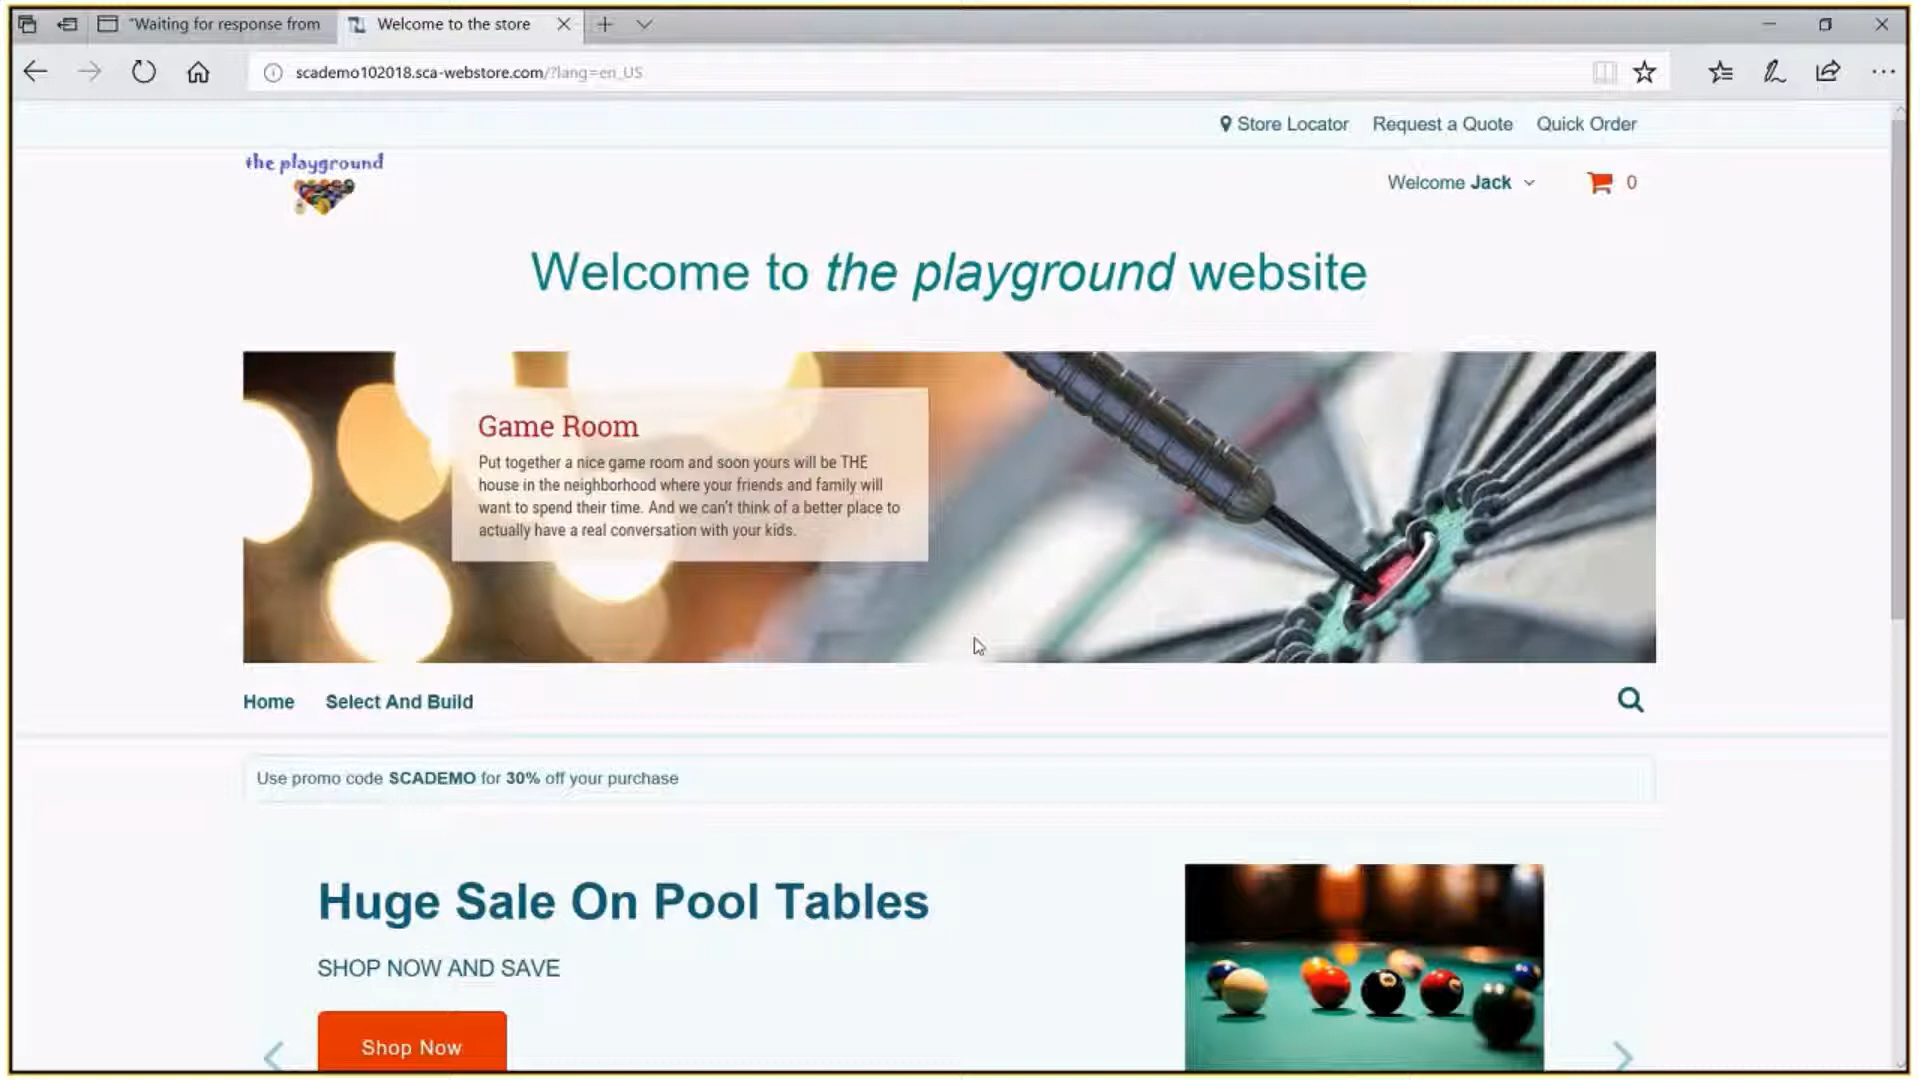 "Waiting for response from
Welcome to the store
scademo102018.sca-webstore.com/?lang=en_US
Store Locator
Request a Quote
Quick Order
the playground
Welcome Jack
0
Welcome to the playground website
Game Room
Put together a nice game room and soon yours will be THE
house in the neighborhood where your friends and family will
want to spend their time. And we can't think of a better place to
actually have a real conversation with your kids.
Home
Select And Build
Use promo code SCADEMO for 30% off your purchase
Huge Sale On Pool Tables
SHOP NOW AND SAVE
Shop Now